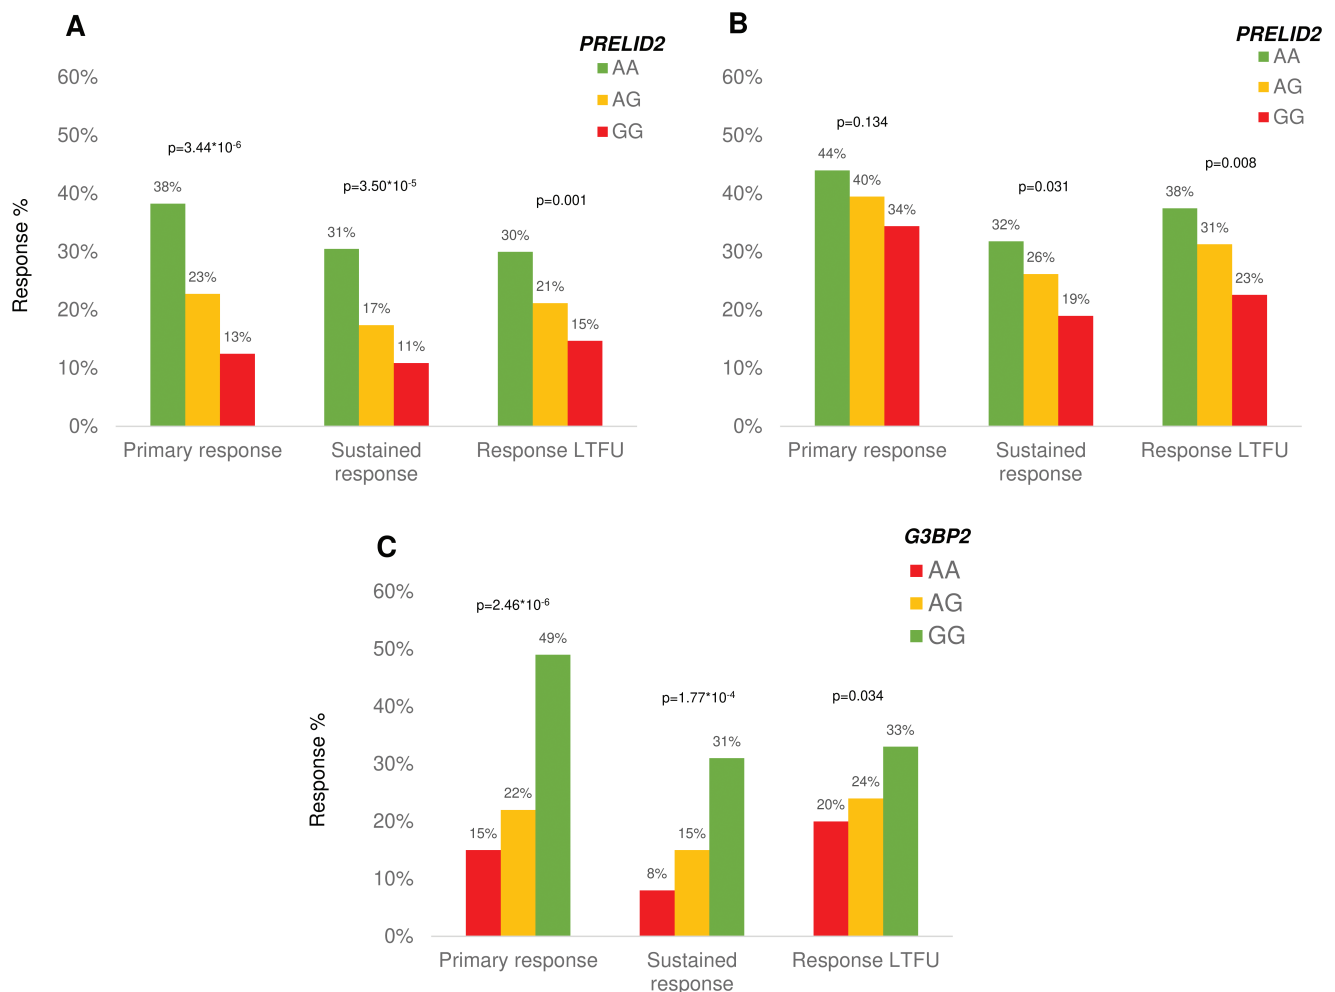 A
PRELID2
AA
AG
GG
60%
50%
40%
30%
20%
10%
0%
Response %
p=3.44*10-6
38%
23%
13%
p=3.50*10-5
31%
17%
11%
p=0.001
30%
21%
15%
Primary response
Sustained
response
Response LTFU
B
PRELID2
AA
AG
GG
60%
50%
40%
30%
20%
10%
0%
p=0.134
44%
40%
34%
p=0.031
32%
26%
19%
p=0.008
38%
31%
23%
Primary response
Sustained
response
Response LTFU
C
G3BP2
AA
AG
GG
60%
50%
40%
30%
20%
10%
0%
Response %
p=2.46*10-6
15%
22%
49%
p=1.77*10-4
8%
15%
31%
p=0.034
20%
24%
33%
Primary response
Sustained
response
Response LTFU